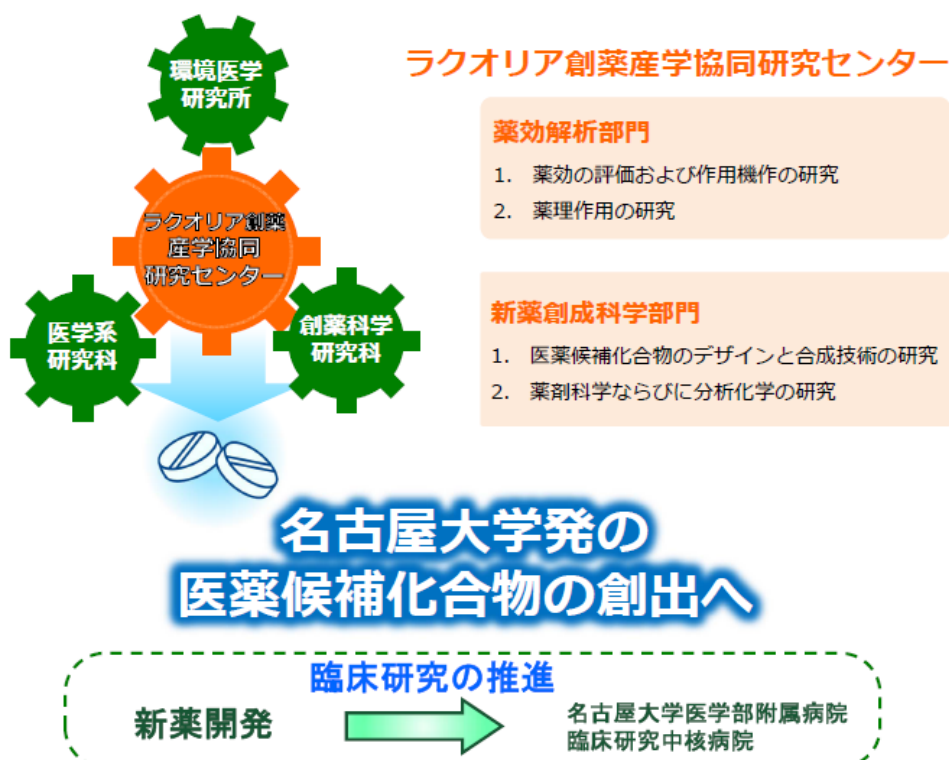 環境医学
研究所
ラクオリア創薬
産学協同
研究センター
医学系
研究科
創薬科学
研究科
ラクオリア創薬産学協同研究センター
薬効解析部門
1. 薬効の評価および作用機作の研究
2. 薬理作用の研究
新薬創成科学部門
1. 医薬候補化合物のデザインと合成技術の研究
2. 薬剤科学ならびに分析化学の研究
名古屋大学発の
医薬候補化合物の創出へ
臨床研究の推進
新薬開発
名古屋大学医学部附属病院
臨床研究中核病院